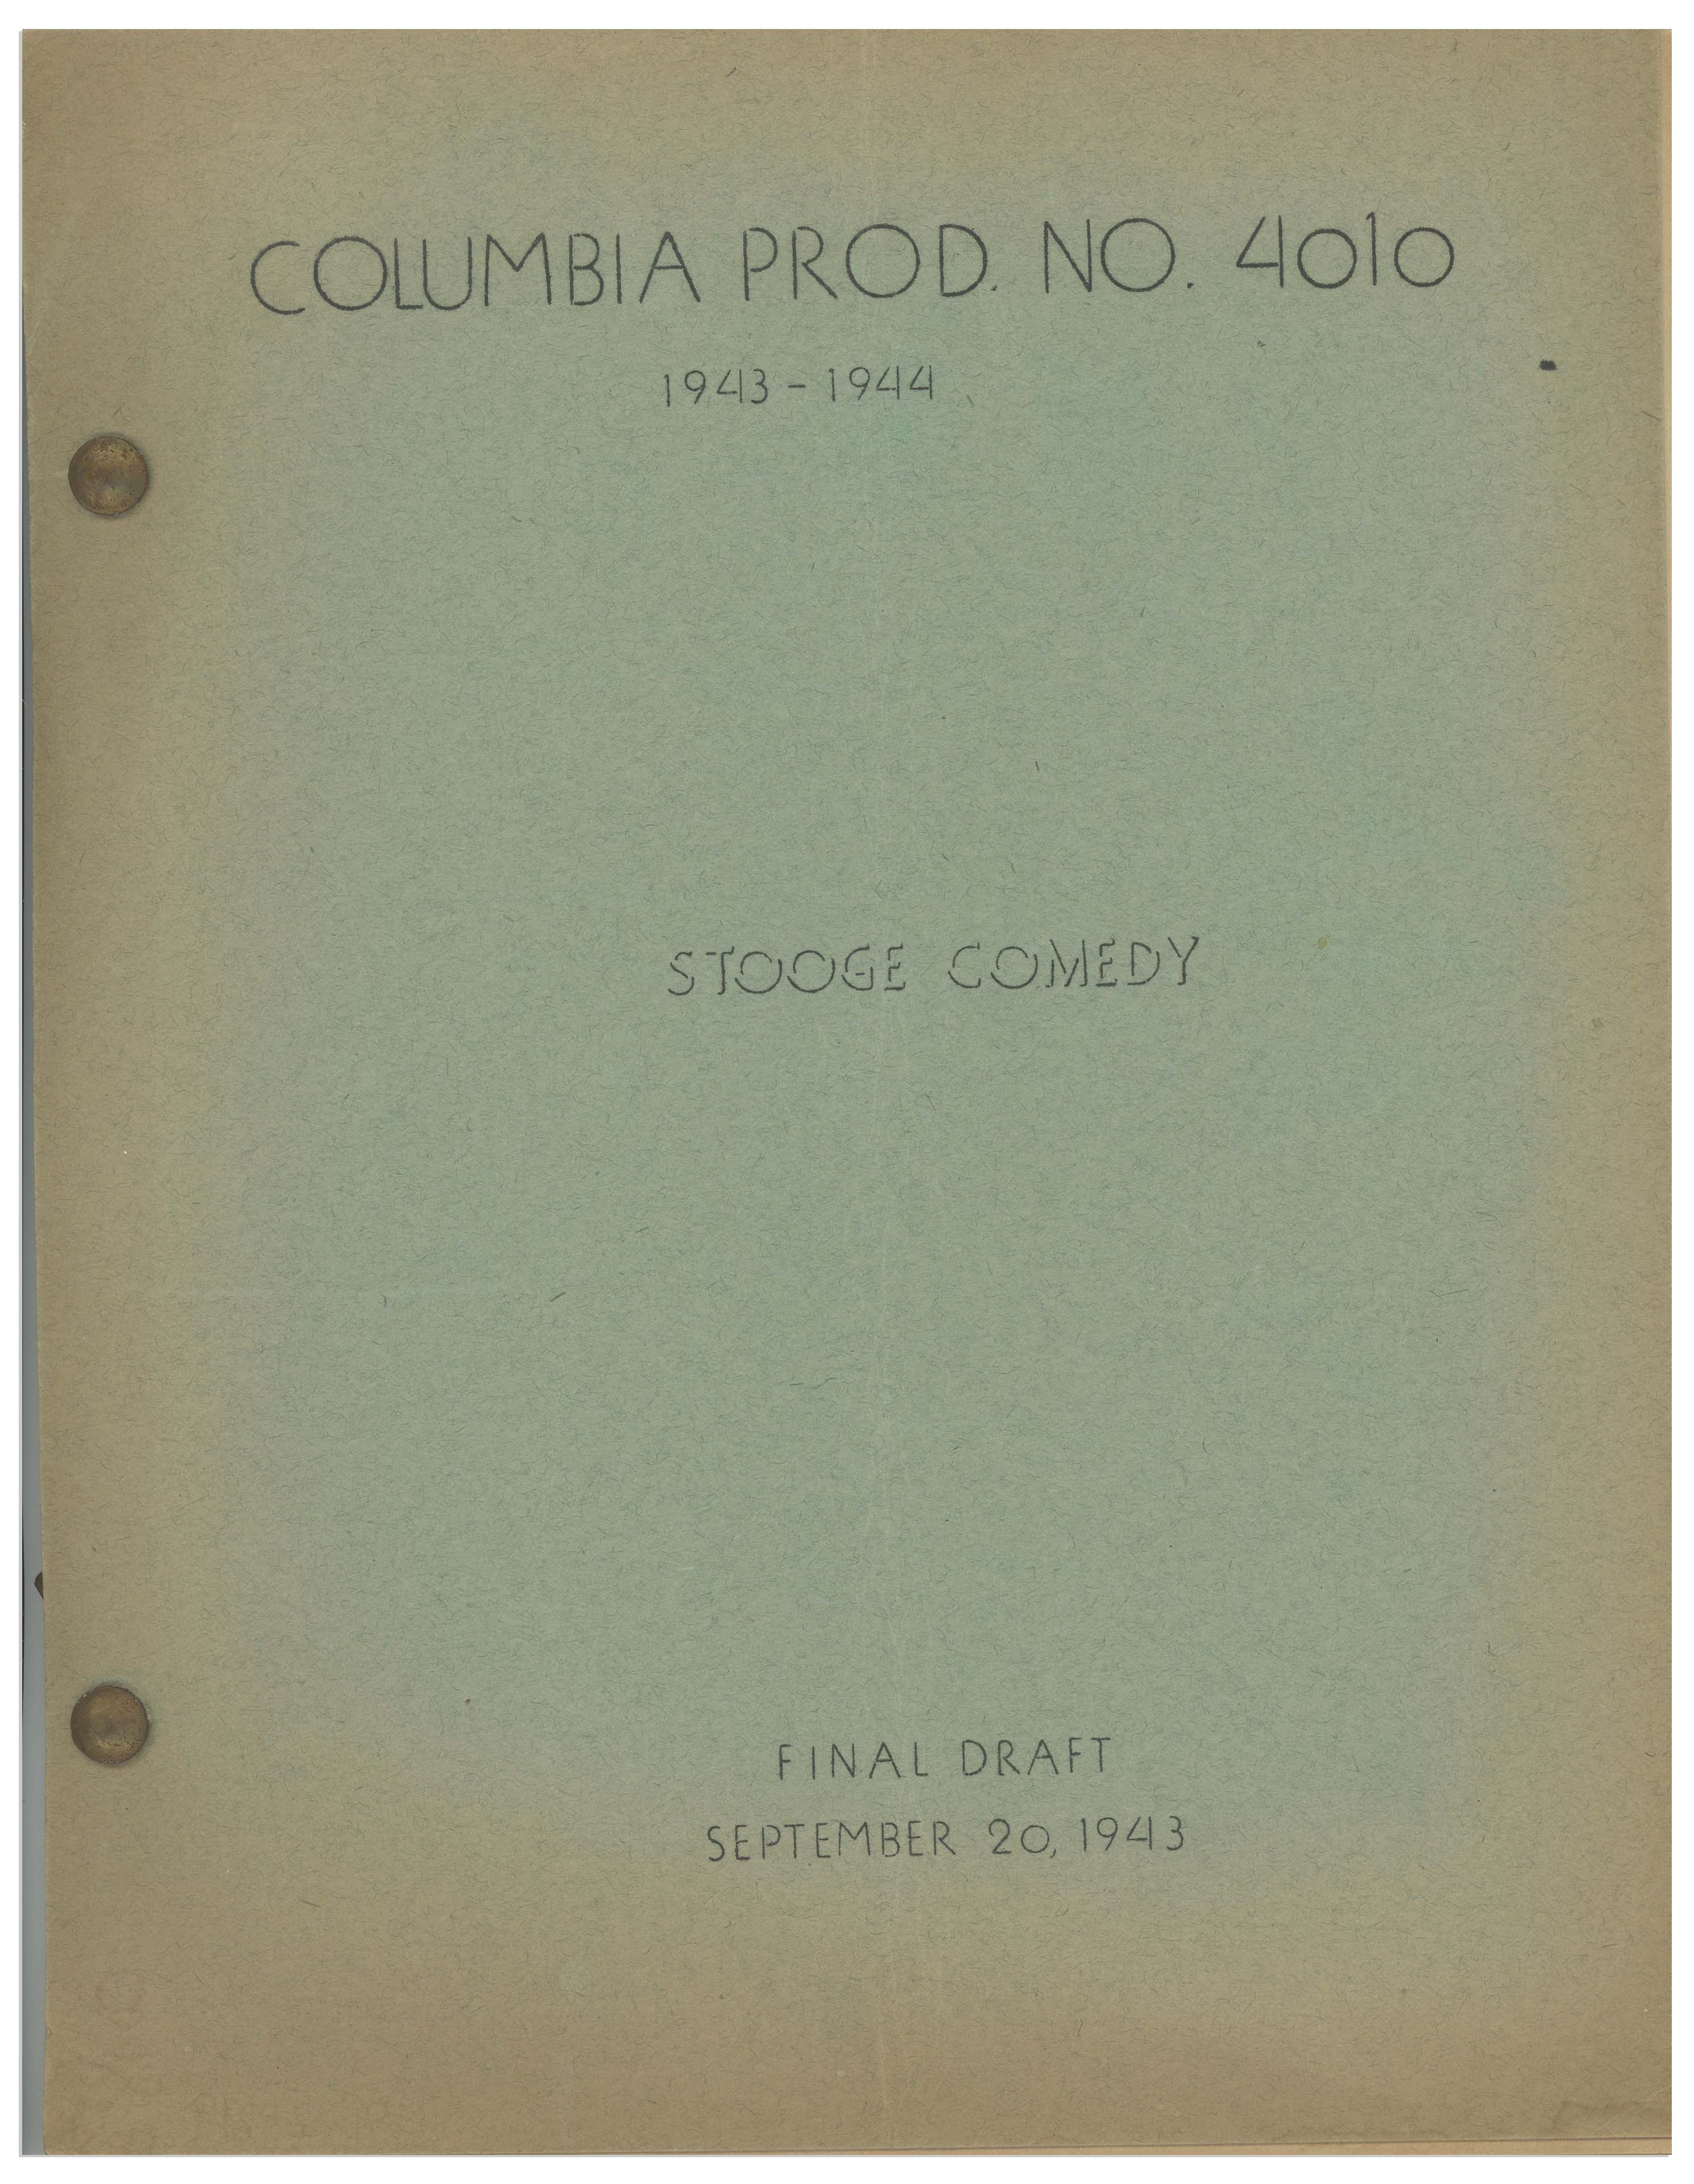 COLUMBIA PROD. NO. 4010
1943-1944
STOOGE COMEDY
FINAL DRAFT
SEPTEMBER 20, 1943